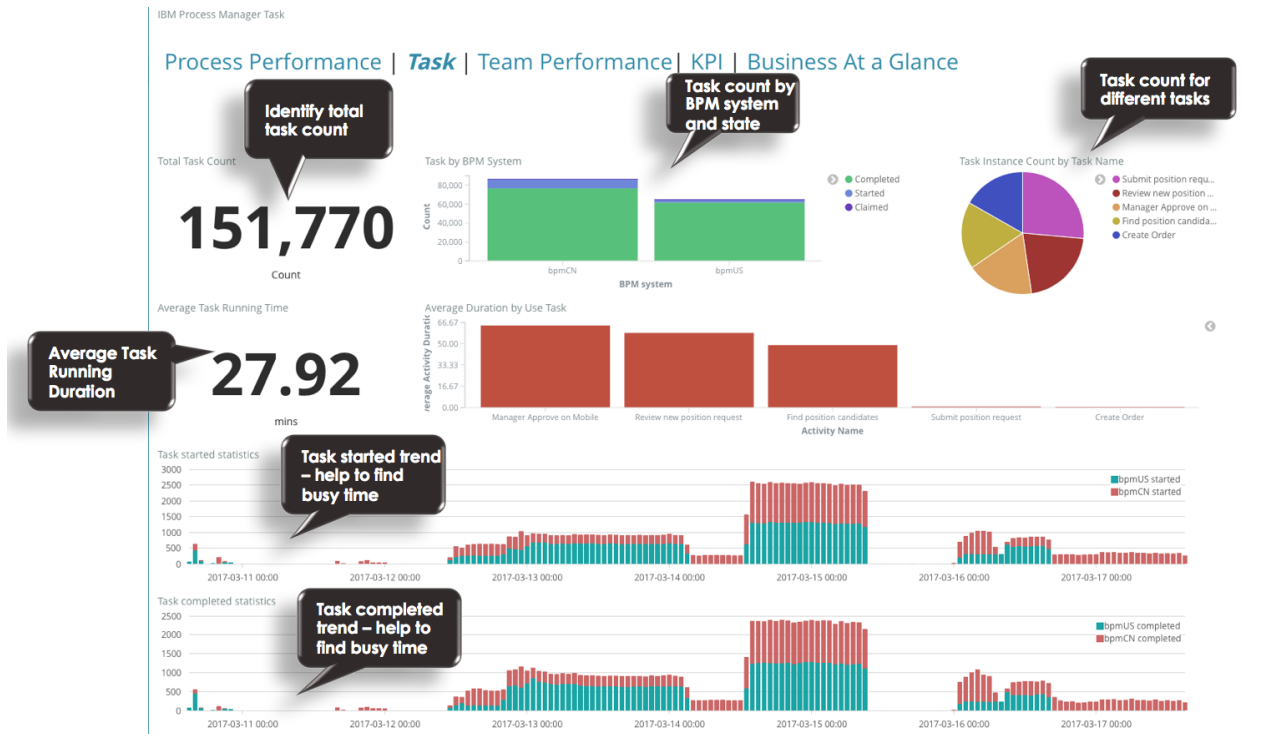 IBM Process Manager Task
Process Performance | Task | Team Performance| KPI | Business At a Glance
Identify total
task count
Task count by
BPM system
and state
Task count for
different tasks
Total Task Count
151,770
Count
Task by BPM System
80,000
60,000
40,000
20,000
0
Count
bpmCN
bpmUS
BPM system
Completed
Started
Claimed
Task Instance Count by Task Name
Submit position requ...
Review new position ...
Manager Approve on ...
Find position candida...
Create Order
Average Task Running Time
Average Task
Running
Duration
27.92
mins
Average Duration by Use Task
66.67
50.00
33.33
16.67
0.00
erage Activity Duratic
Manager Approve on Mobile
Review new position request
Find position candidates
Submit position request
Create Order
Activity Name
Task started statistics
Task started trend
– help to find
busy time
3000
2500
2000
1500
1000
500
0
bpmUS started
bpmCN started
2017-03-11 00:00
2017-03-12 00:00
2017-03-13 00:00
2017-03-14 00:00
2017-03-15 00:00
2017-03-16 00:00
2017-03-17 00:00
Task completed statistics
Task completed
trend – help to
find busy time
2500
2000
1500
1000
500
0
bpmUS completed
bpmCN completed
2017-03-11 00:00
2017-03-12 00:00
2017-03-13 00:00
2017-03-14 00:00
2017-03-15 00:00
2017-03-16 00:00
2017-03-17 00:00